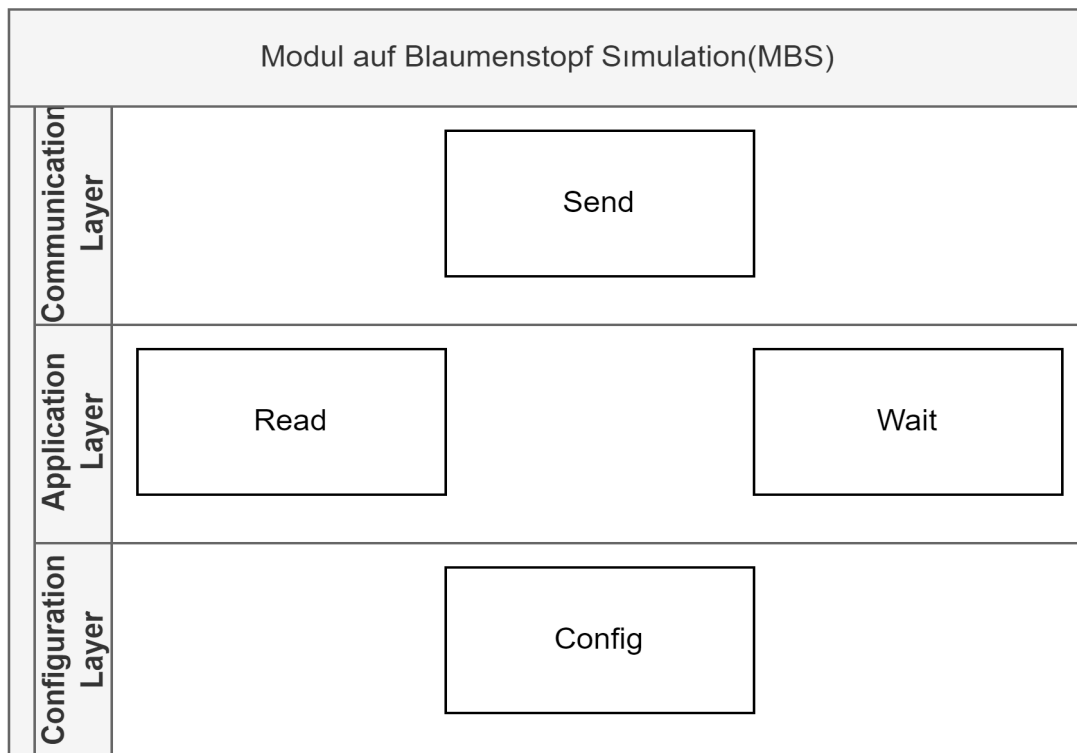 Modul auf Blaumenstopf Sımulation(MBS)
Communication
Layer
Send
Application
Layer
Read
Wait
Configuration
Layer
Config